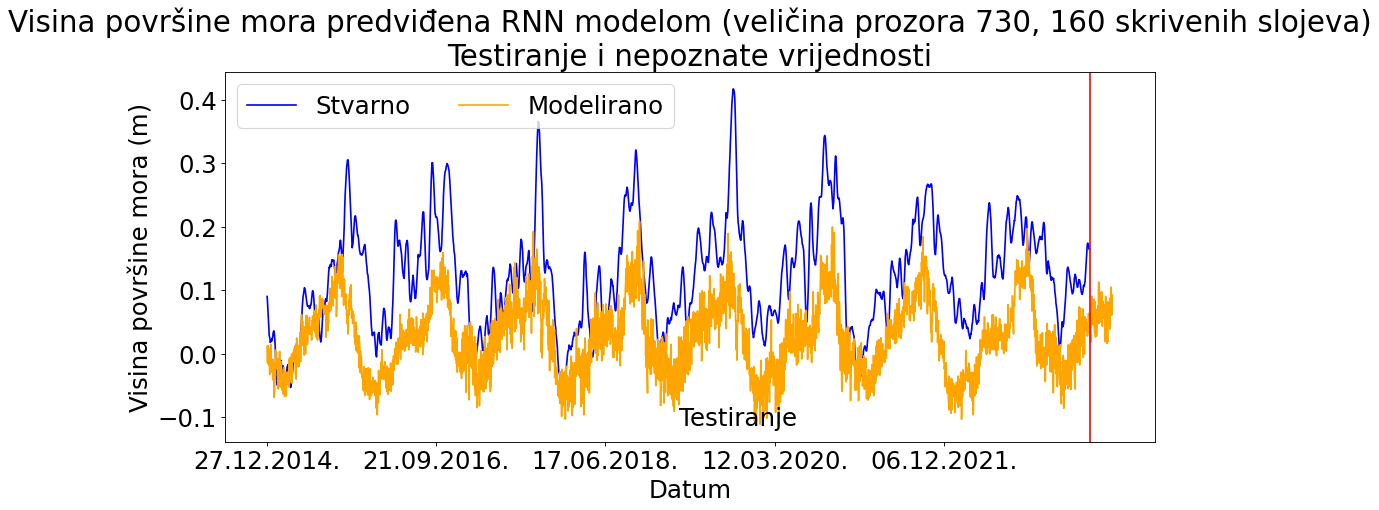 Visina površine mora predviđena RNN modelom (veličina prozora 730, 160 skrivenih slojeva)
Testiranje i nepoznate vrijednosti
Stvarno
Modelirano
Visina površine mora (m)
0.4
0.3
0.2
0.1
0.0
−0.1
Testiranje
27.12.2014.
21.09.2016.
17.06.2018.
12.03.2020.
06.12.2021.
Datum